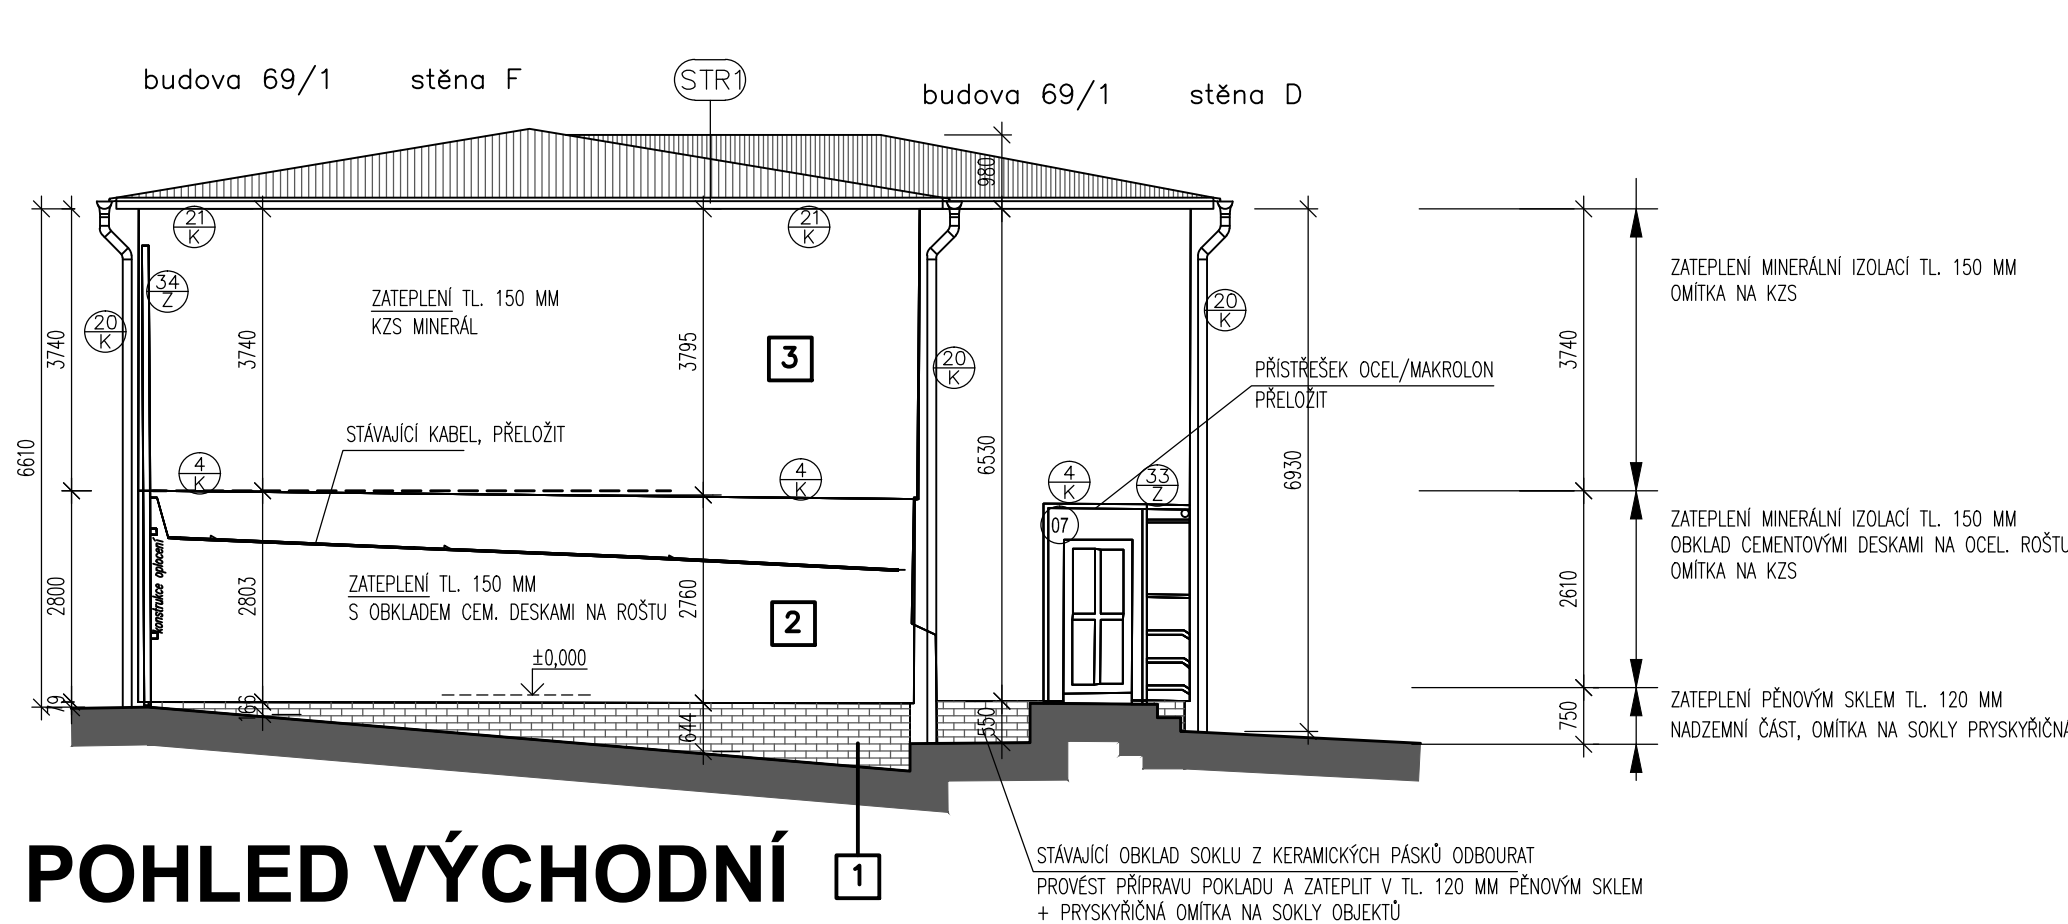 budova 69/1 stěna F
STR1
budova 69/1 stěna D
980
21
K
21
K
34
Z
20
K
20
K
20
K
ZATEPLENÍ TL. 150 MM
KZS MINERÁL
ZATEPLENÍ MINERÁLNÍ IZOLACÍ TL. 150 MM
OMÍTKA NA KZS
3740
3740
3795
3
3740
PŘÍSTŘEŠEK OCEL/MAKROLON
PŘELOŽIT
STÁVAJÍCÍ KABEL, PŘELOŽIT
6610
6530
6930
4
K
4
K
4
K
33
Z
07
ZATEPLENÍ MINERÁLNÍ IZOLACÍ TL. 150 MM
OBKLAD CEMENTOVÝMI DESKAMI NA OCEL. ROŠTU
OMÍTKA NA KZS
konstrukce oplocení
2800
2803
ZATEPLENÍ TL. 150 MM
S OBKLADEM CEM. DESKAMI NA ROŠTU
2760
2
2610
±0,000
79
166
644
550
750
ZATEPLENÍ PĚNOVÝM SKLEM TL. 120 MM
NADZEMNÍ ČÁST, OMÍTKA NA SOKLY PRYSKYŘIČNÁ
POHLED VÝCHODNÍ
1
STÁVAJÍCÍ OBKLAD SOKLU Z KERAMICKÝCH PÁSKŮ ODBOURAT
PROVÉST PŘÍPRAVU POKLADU A ZATEPLIT V TL. 120 MM PĚNOVÝM SKLEM
+ PRYSKYŘIČNÁ OMÍTKA NA SOKLY OBJEKTŮ